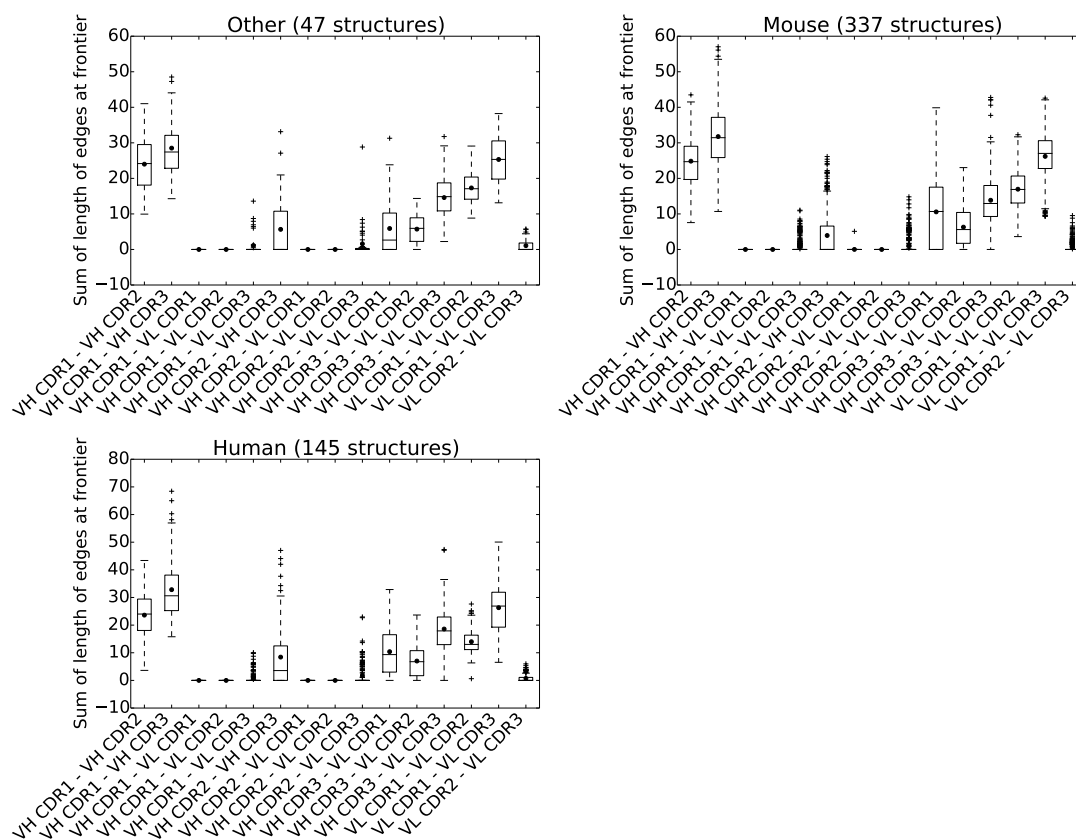 Other (47 structures)
Sum of length of edges at frontier
60
50
40
30
20
10
0
−10
VH CDR1 - VH CDR2
VH CDR1 - VH CDR3
VH CDR1 - VL CDR1
VH CDR1 - VL CDR2
VH CDR1 - VL CDR3
VH CDR2 - VH CDR3
VH CDR2 - VL CDR1
VH CDR2 - VL CDR2
VH CDR2 - VL CDR3
VH CDR3 - VL CDR1
VH CDR3 - VL CDR2
VH CDR3 - VL CDR3
VL CDR1 - VL CDR2
VL CDR1 - VL CDR3
VL CDR2 - VL CDR3
Mouse (337 structures)
Sum of length of edges at frontier
60
50
40
30
20
10
0
−10
VH CDR1 - VH CDR2
VH CDR1 - VH CDR3
VH CDR1 - VL CDR1
VH CDR1 - VL CDR2
VH CDR1 - VL CDR3
VH CDR2 - VH CDR3
VH CDR2 - VL CDR1
VH CDR2 - VL CDR2
VH CDR2 - VL CDR3
VH CDR3 - VL CDR1
VH CDR3 - VL CDR2
VH CDR3 - VL CDR3
VL CDR1 - VL CDR2
VL CDR1 - VL CDR3
VL CDR2 - VL CDR3
Human (145 structures)
Sum of length of edges at frontier
80
70
60
50
40
30
20
10
0
−10
VH CDR1 - VH CDR2
VH CDR1 - VH CDR3
VH CDR1 - VL CDR1
VH CDR1 - VL CDR2
VH CDR1 - VL CDR3
VH CDR2 - VH CDR3
VH CDR2 - VL CDR1
VH CDR2 - VL CDR2
VH CDR2 - VL CDR3
VH CDR3 - VL CDR1
VH CDR3 - VL CDR2
VH CDR3 - VL CDR3
VL CDR1 - VL CDR2
VL CDR1 - VL CDR3
VL CDR2 - VL CDR3